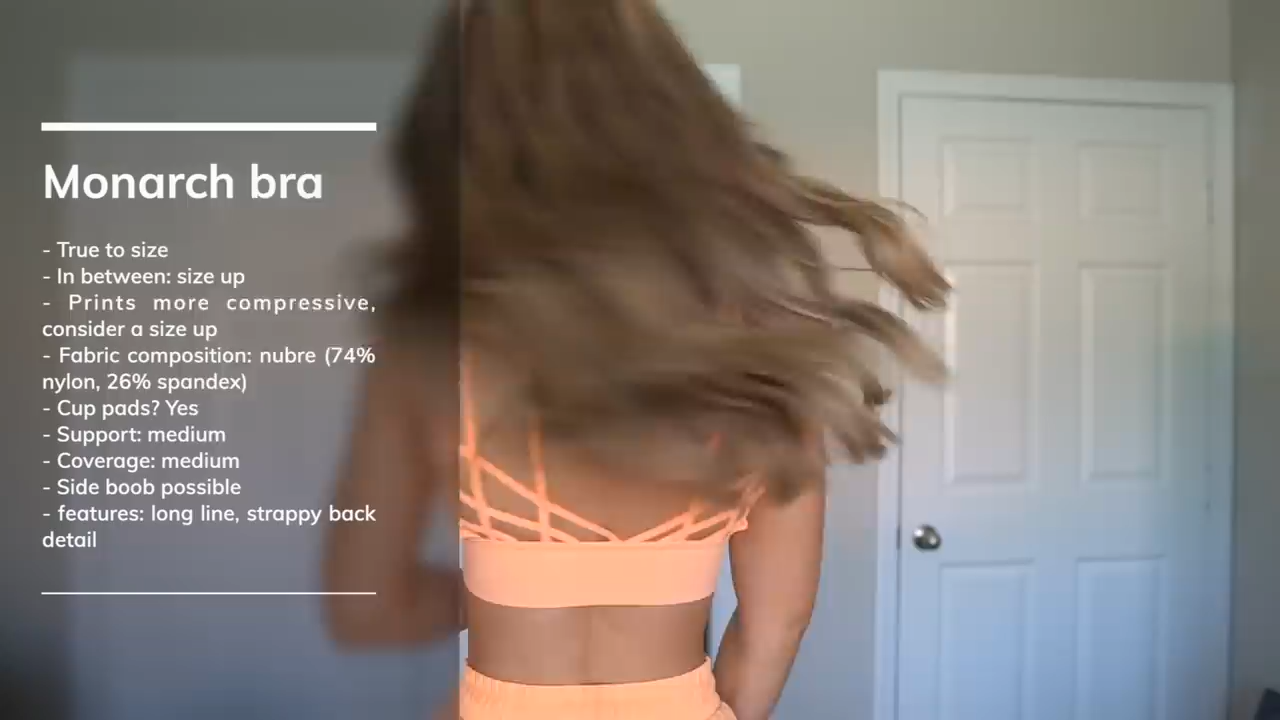 Monarch bra
- True to size
- In between: size up
- Prints more compressive,
consider a size up
- Fabric composition: nubre (74%
nylon, 26% spandex)
- Cup pads? Yes
- Support: medium
- Coverage: medium
- Side boob possible
- features: long line, strappy back
detail